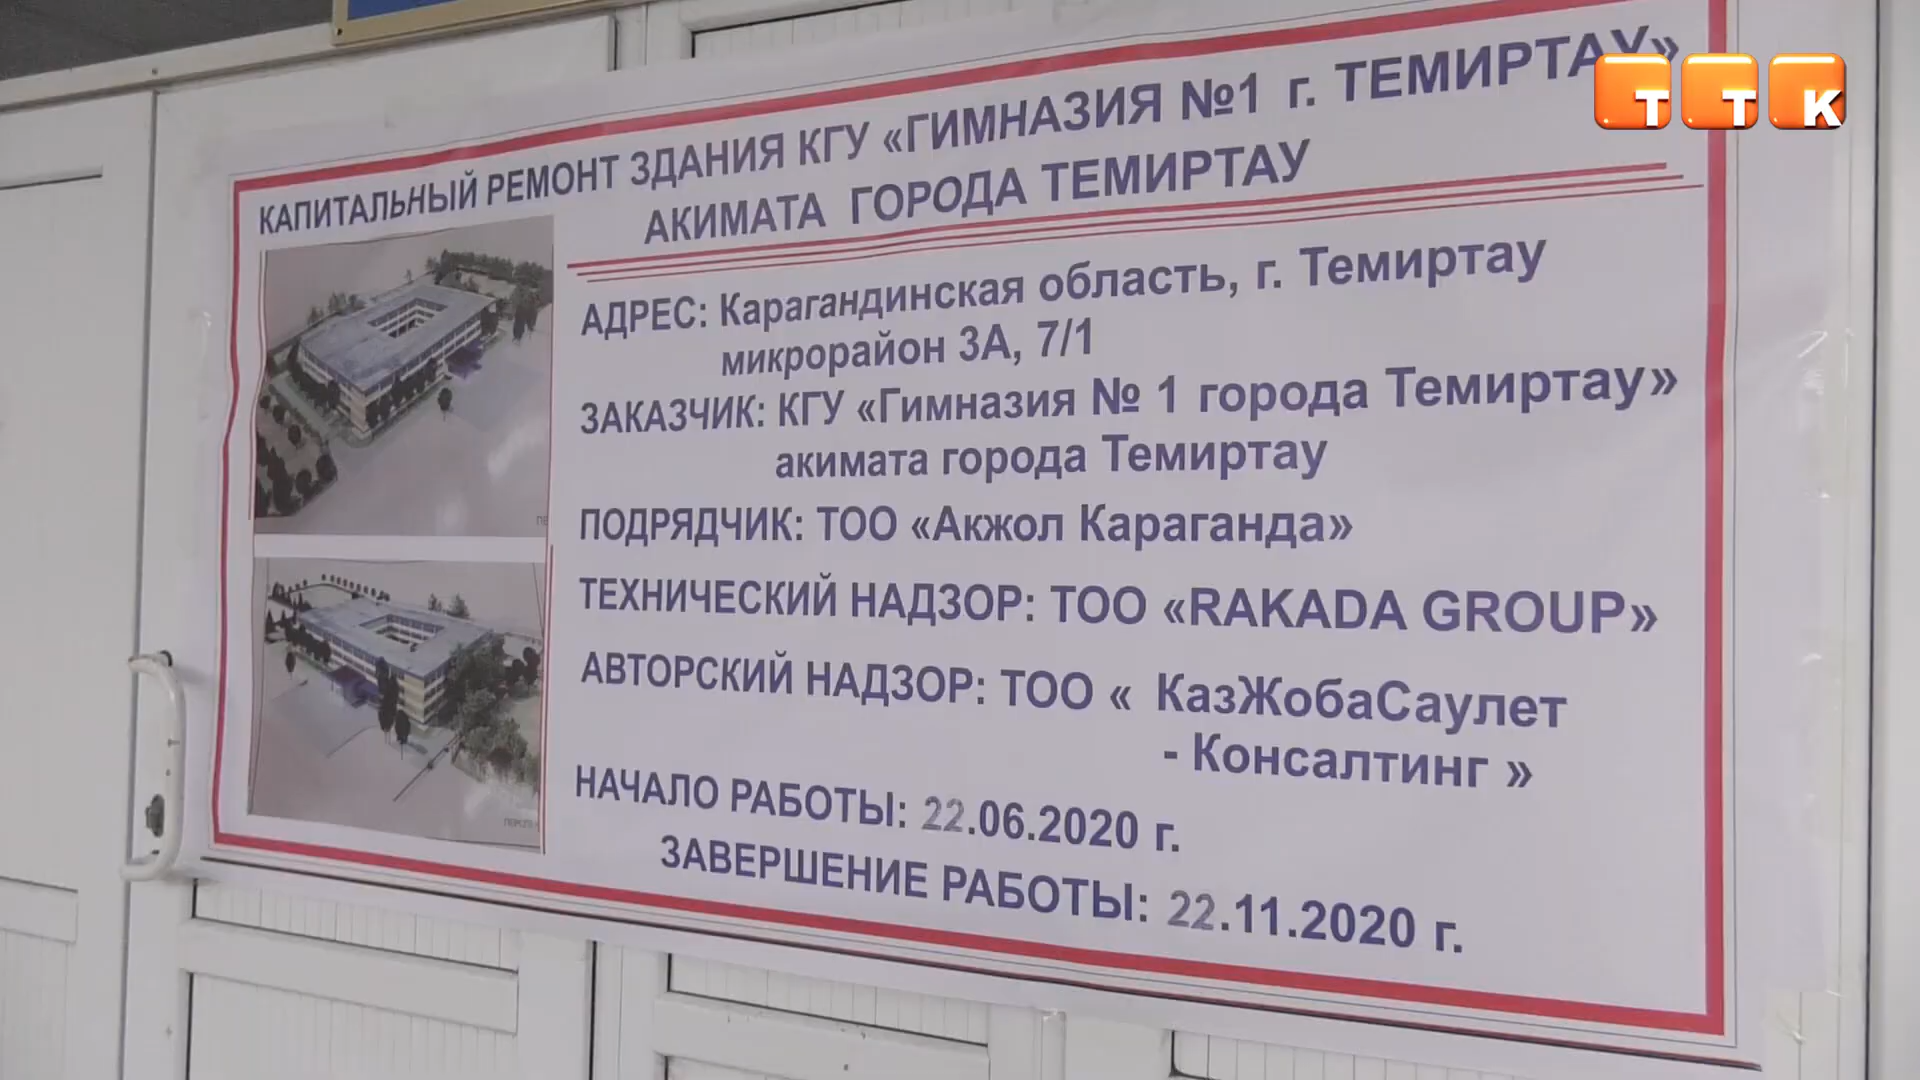 КАПИТАЛЬНЫЙ РЕМОНТ ЗДАНИЯ КГУ «ГИМНАЗИЯ №1 г. ТЕМИРТАУ»
АКИМАТА ГОРОДА ТЕМИРТАУ
АДРЕС: Карагандинская область, г. Темиртау
микрорайон 3А, 7/1
ЗАКАЗЧИК: КГУ «Гимназия № 1 города Темиртау»
акимата города Темиртау
ПОДРЯДЧИК: ТОО «Акжол Караганда»
ТЕХНИЧЕСКИЙ НАДЗОР: ТОО «RAKADA GROUP»
АВТОРСКИЙ НАДЗОР: ТОО « КазЖобаСаулет
- Консалтинг »
НАЧАЛО РАБОТЫ: 22.06.2020 г.
ЗАВЕРШЕНИЕ РАБОТЫ: 22.11.2020 г.
ТТК